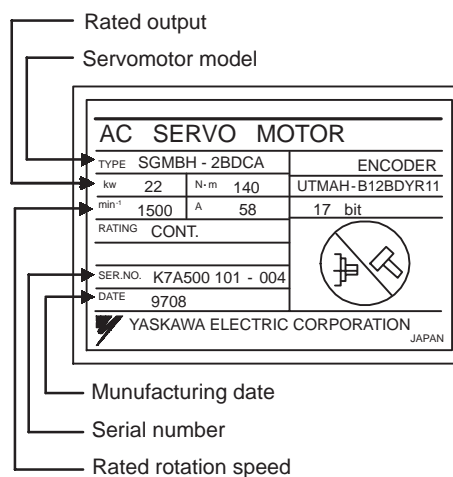 Rated output
Servomotor model
AC SERVO MOTOR
TYPE SGMBH - 2BDCA
ENCODER
kw 22 N·m 140
UTMAH-B12BDYR11
min-1 1500 A 58
17 bit
RATING CONT.
SER.NO. K7A500 101 - 004
DATE 9708
YASKAWA ELECTRIC CORPORATION
JAPAN
Munufacturing date
Serial number
Rated rotation speed